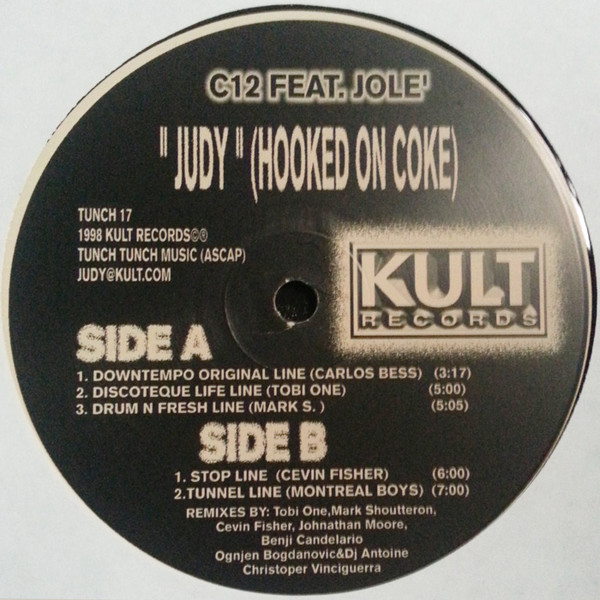 C12 FEAT. JOLE'
" JUDY " (HOOKED ON COKE)
TUNCH 17
1998 KULT RECORDS©®
TUNCH TUNCH MUSIC (ASCAP)
JUDY@KULT.COM
KULT
RECORDS
SIDE A
1. DOWNTEMPO ORIGINAL LINE (CARLOS BESS) (3:17)
2. DISCOTEQUE LIFE LINE (TOBI ONE) (5:00)
3. DRUM N FRESH LINE (MARK S. ) (5:05)
SIDE B
1. STOP LINE (CEVIN FISHER) (6:00)
2.TUNNEL LINE (MONTREAL BOYS) (7:00)
REMIXES BY: Tobi One,Mark Shoutteron,
Cevin Fisher, Johnathan Moore,
Benji Candelario
Ognjen Bogdanovic&Dj Antoine
Christoper Vinciguerra